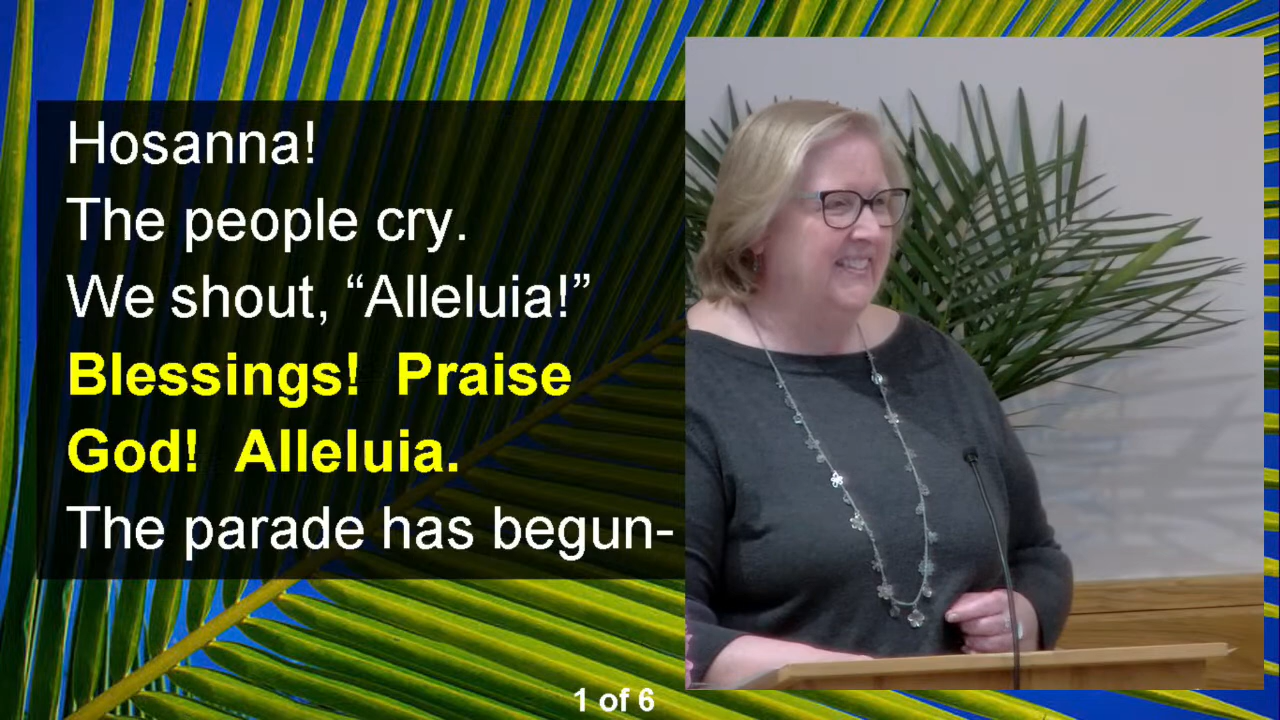 Hosanna!
The people cry.
We shout, “Alleluia!”
Blessings!  Praise
God!  Alleluia.
The parade has begun-
1 of 6